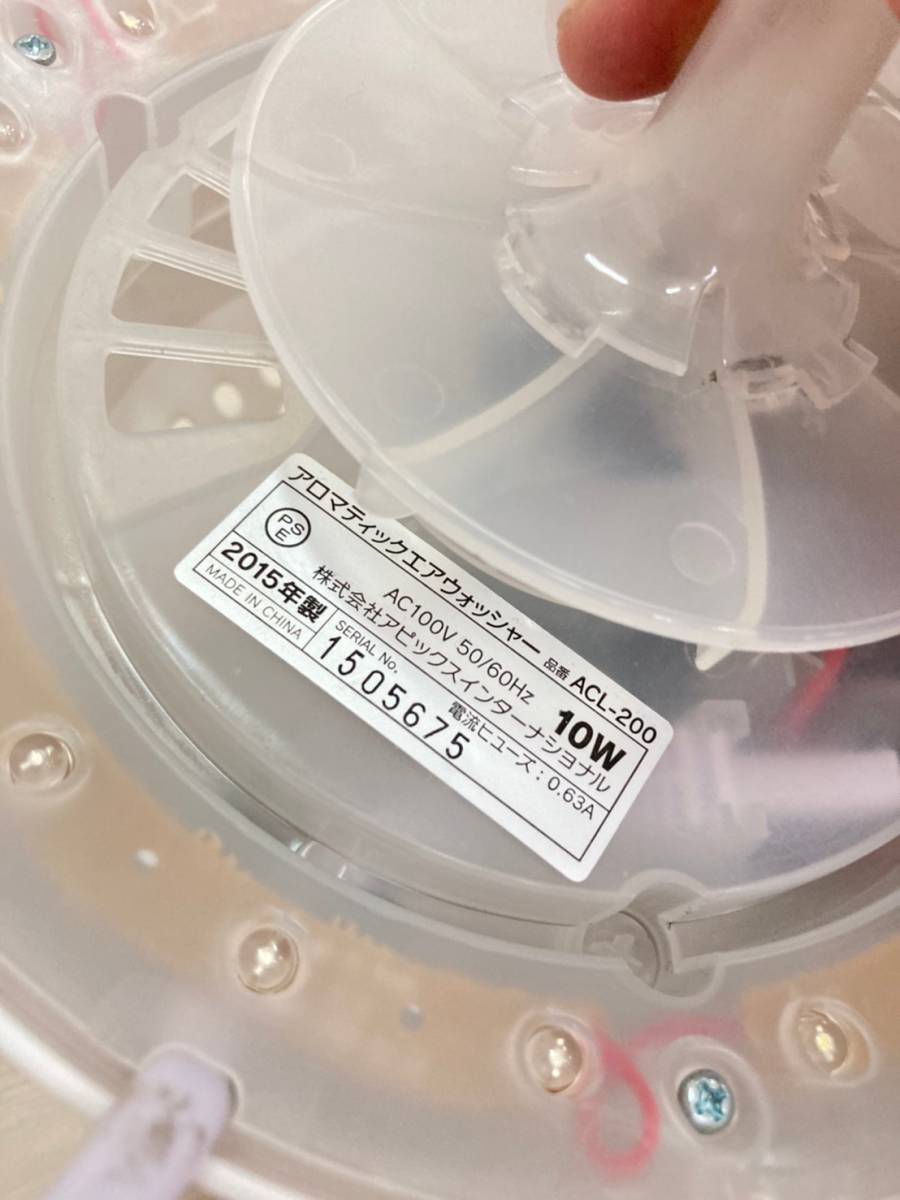 アロマティックエアウォッシャー 品番 ACL-200
PSE AC100V 50/60Hz 10W
2015年製 株式会社アピックスインターナショナル
MADE IN CHINA SERIAL No. 電流ヒューズ：0.63A
1505675